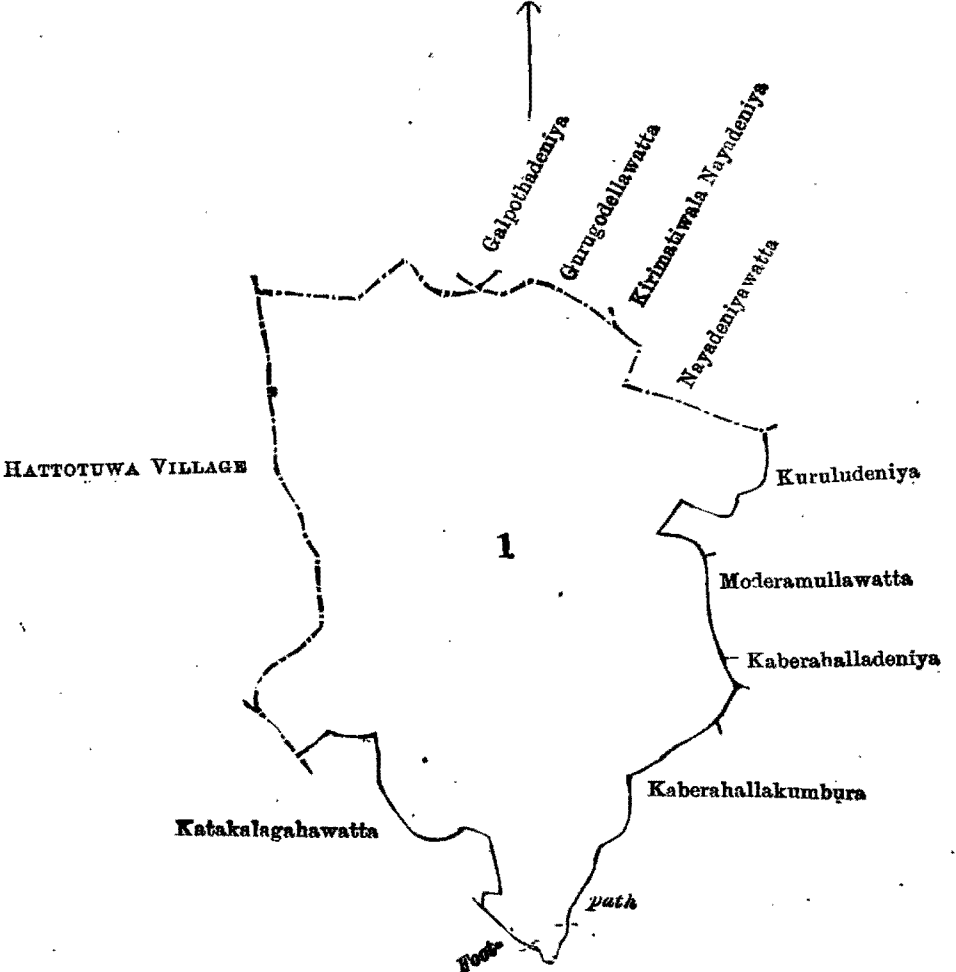 Galpothadeniya
Gurugodellawatta
Kirimatiwala Nayadeniya
Nayadeniyawatta
HATTOTUWA VILLAGE
Kuruludeniya
1
Moderamullawatta
Kaberahalladeniya
Kaberahallakumbura
Katakalagahawatta
Foot-
path